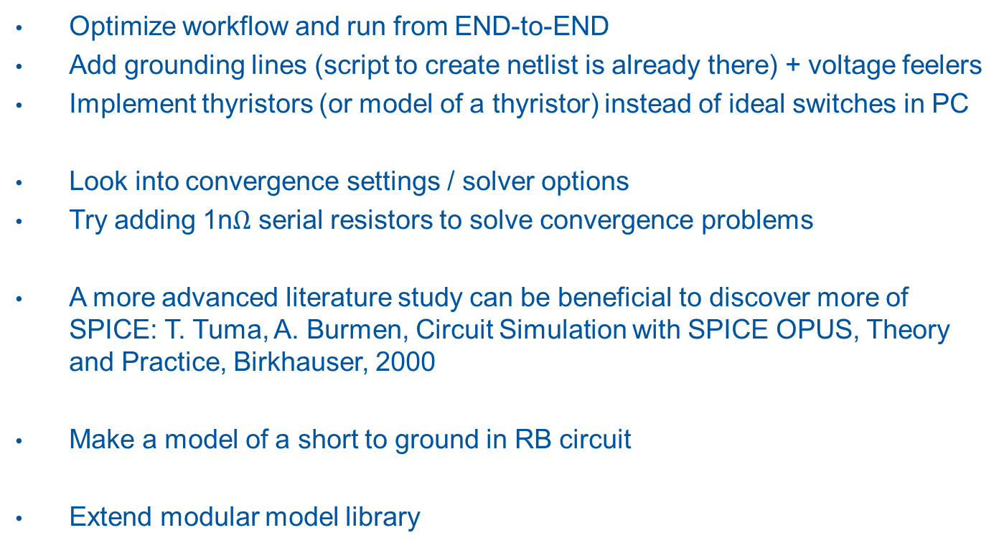 • Optimize workflow and run from END-to-END
• Add grounding lines (script to create netlist is already there) + voltage feelers
• Implement thyristors (or model of a thyristor) instead of ideal switches in PC
• Look into convergence settings / solver options
• Try adding 1nΩ serial resistors to solve convergence problems
• A more advanced literature study can be beneficial to discover more of
SPICE: T. Tuma, A. Burmen, Circuit Simulation with SPICE OPUS, Theory
and Practice, Birkhauser, 2000
• Make a model of a short to ground in RB circuit
• Extend modular model library